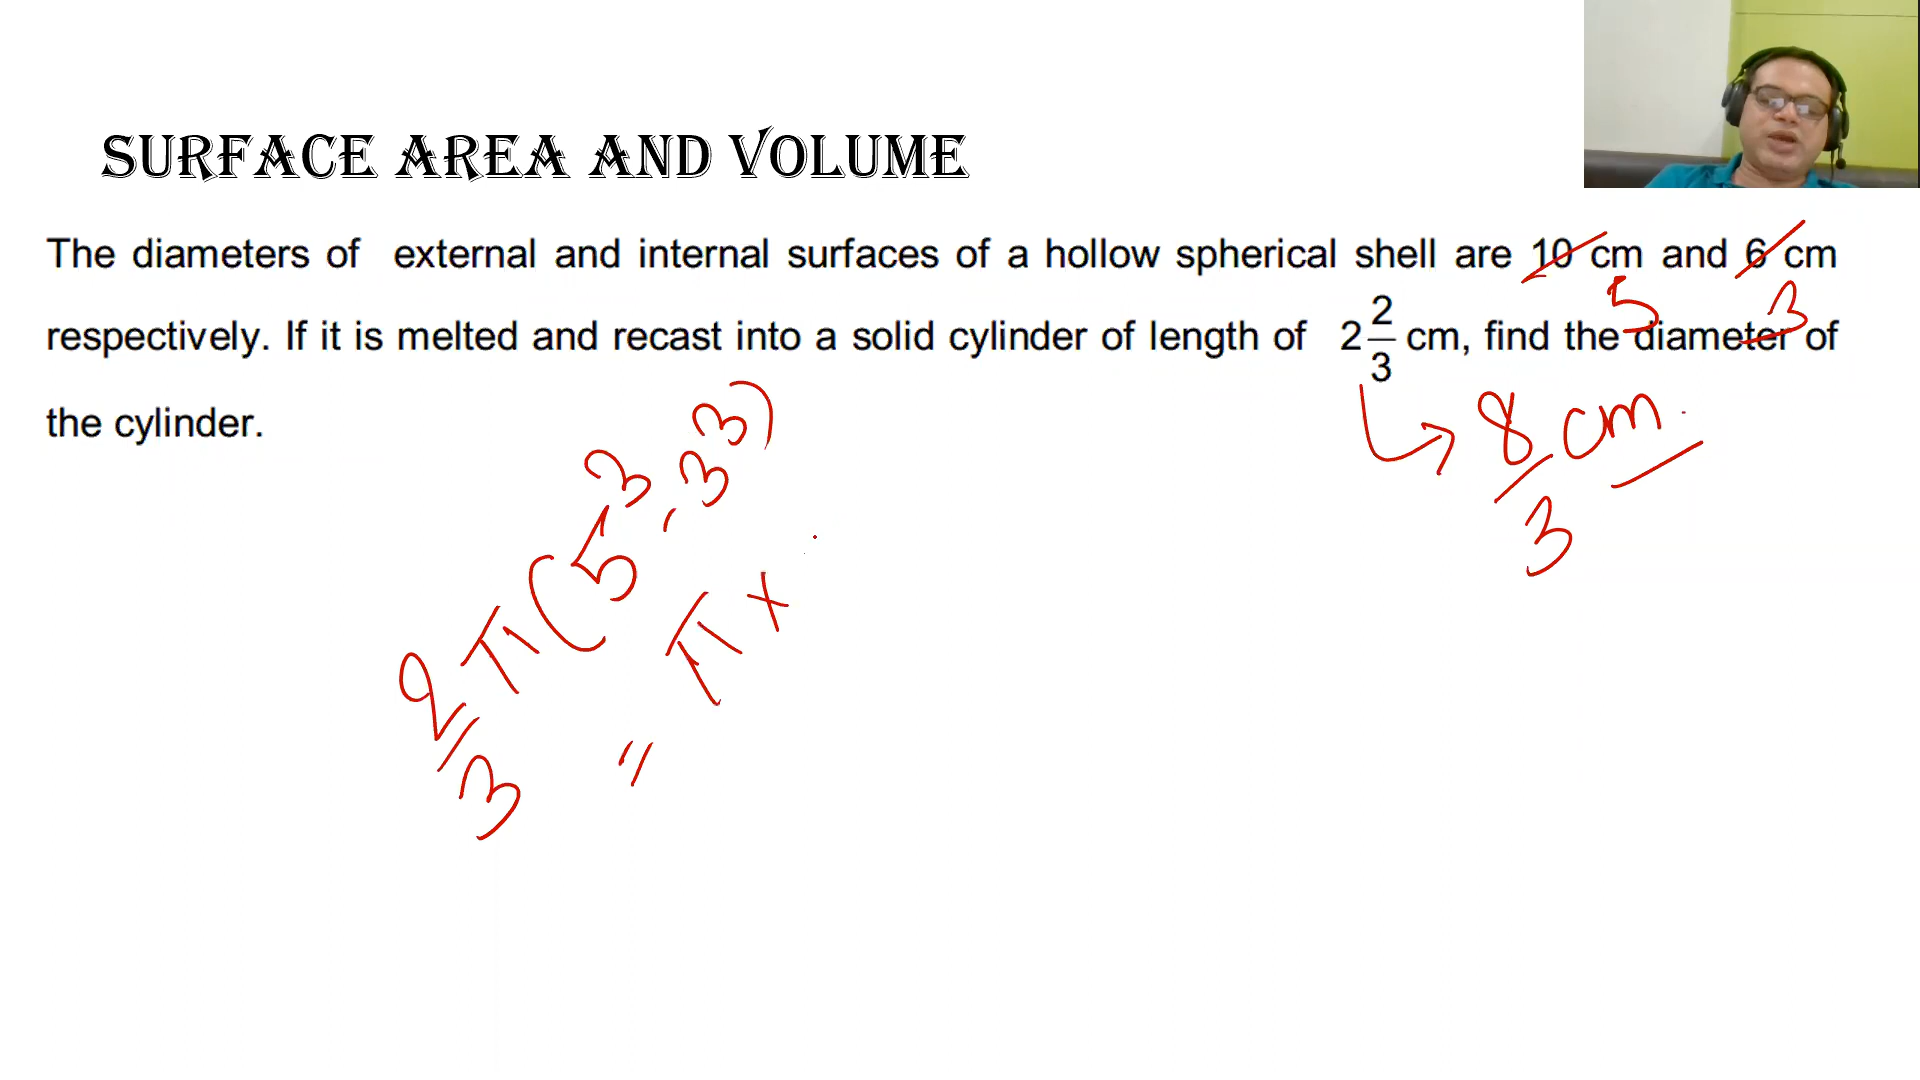 SURFACE AREA AND VOLUME
The diameters of external and internal surfaces of a hollow spherical shell are 10 cm and 6 cm
5 3
respectively. If it is melted and recast into a solid cylinder of length of 2 2/3 cm, find the diameter of
the cylinder.
8/3 cm.
2/3 π (5³ - 3³)
= π ×